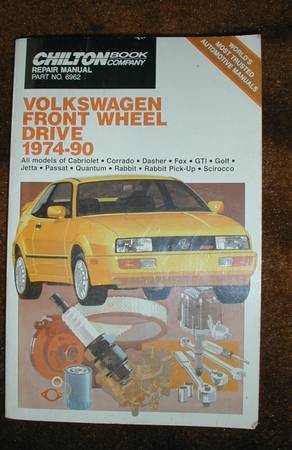 CHILTON BOOK COMPANY
REPAIR MANUAL
PART NO. 6962
WORLD'S
MOST TRUSTED
AUTOMOTIVE MANUALS
VOLKSWAGEN
FRONT WHEEL
DRIVE
1974-90
All models of Cabriolet • Corrado • Dasher • Fox • GTI • Golf •
Jetta • Passat • Quantum • Rabbit • Rabbit Pick-Up • Scirocco